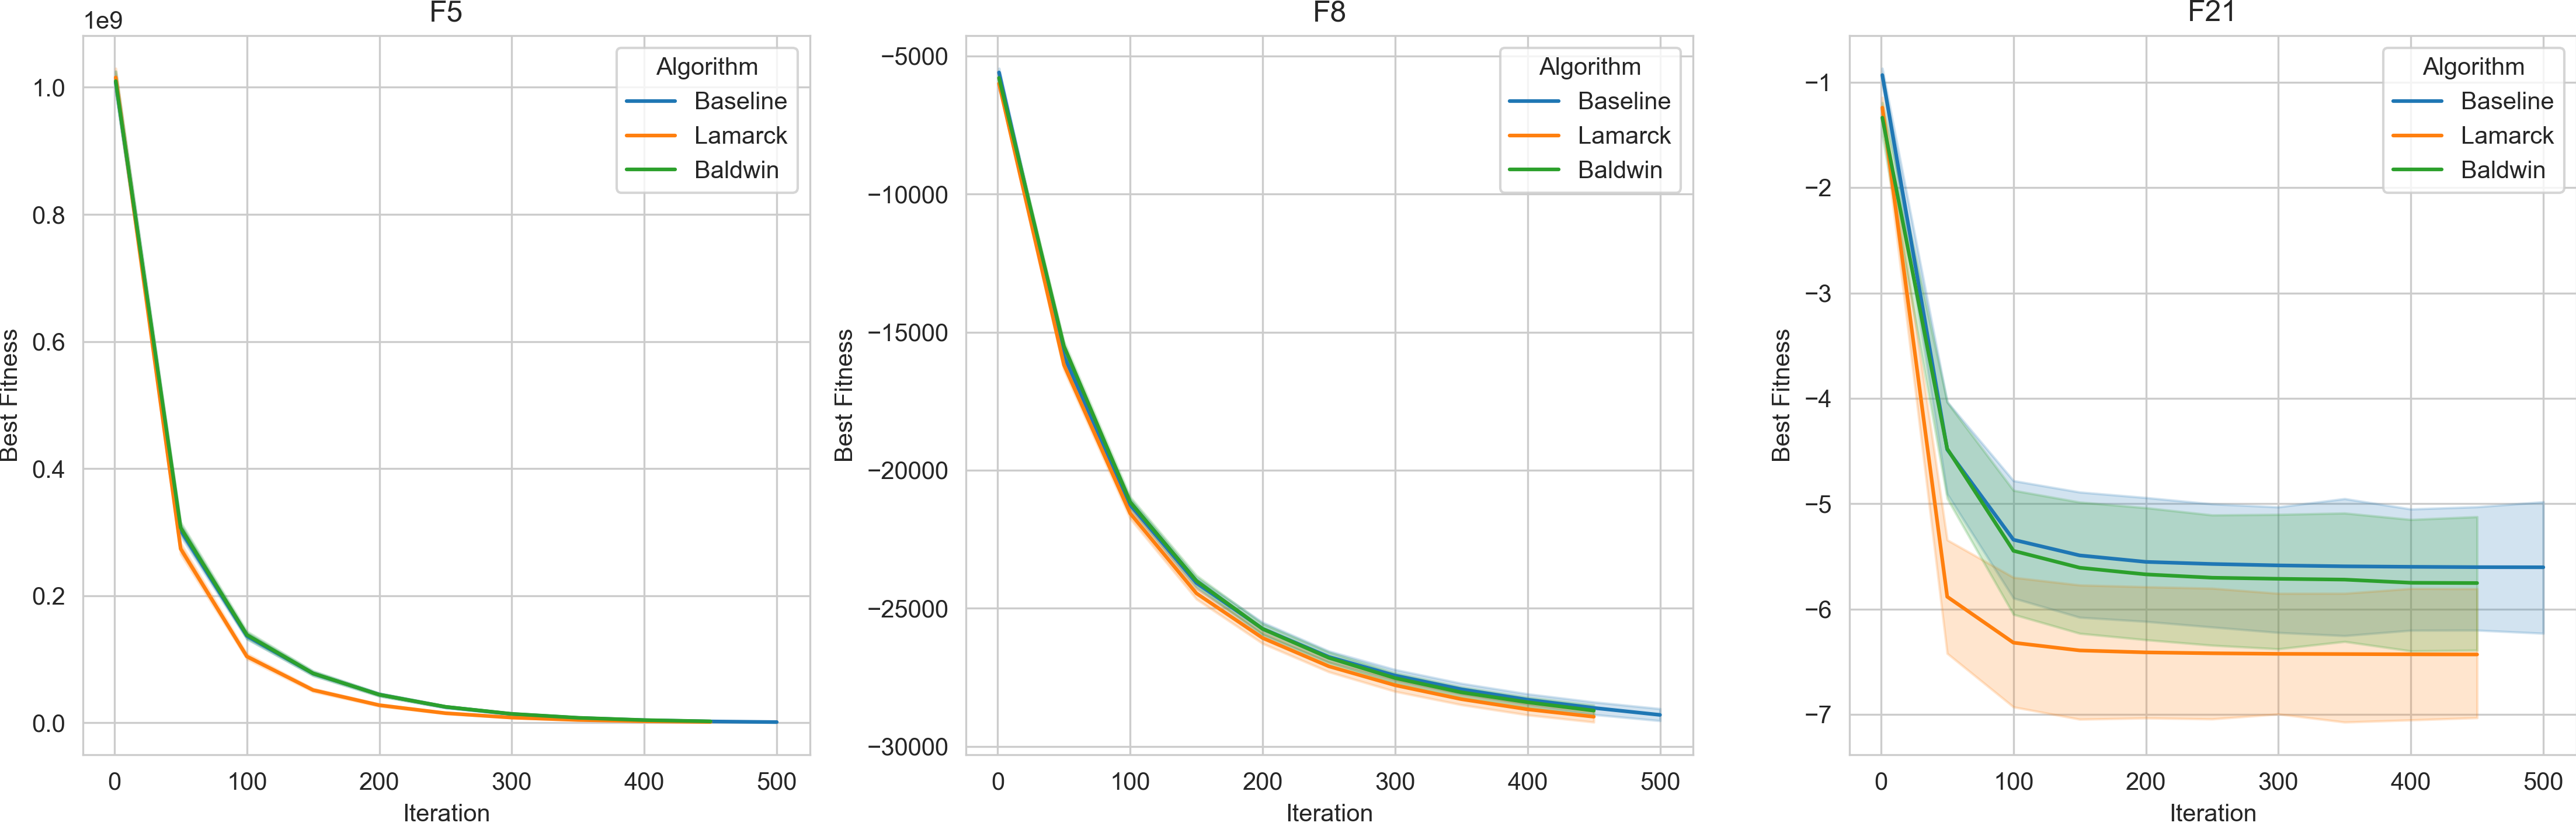 F5
1e9
1.0
0.8
0.6
0.4
0.2
0.0
Best Fitness
0 100 200 300 400 500
Iteration
Algorithm
Baseline
Lamarck
Baldwin
F8
−5000
−10000
−15000
−20000
−25000
−30000
Best Fitness
0 100 200 300 400 500
Iteration
Algorithm
Baseline
Lamarck
Baldwin
F21
−1
−2
−3
−4
−5
−6
−7
Best Fitness
0 100 200 300 400 500
Iteration
Algorithm
Baseline
Lamarck
Baldwin